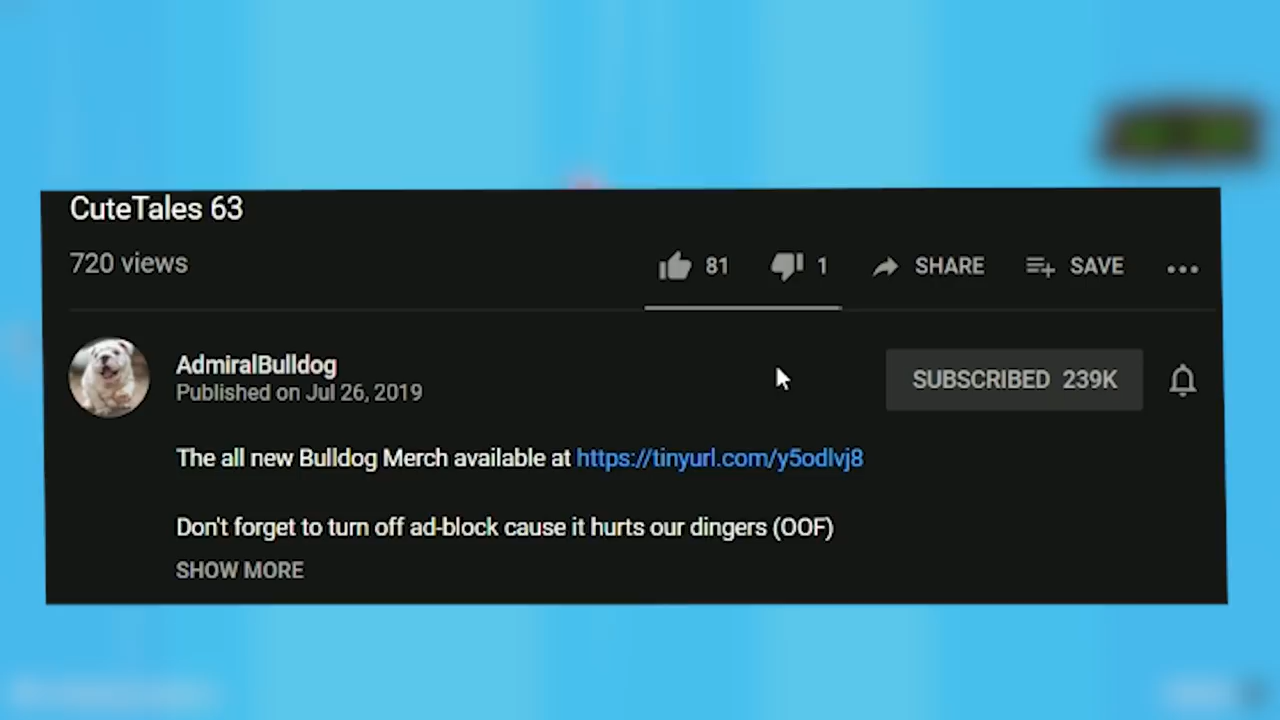 CuteTales 63
720 views
81 1 SHARE SAVE
AdmiralBulldog
Published on Jul 26, 2019
SUBSCRIBED 239K
The all new Bulldog Merch available at https://tinyurl.com/y5odlvj8
Don't forget to turn off ad-block cause it hurts our dingers (OOF)
SHOW MORE